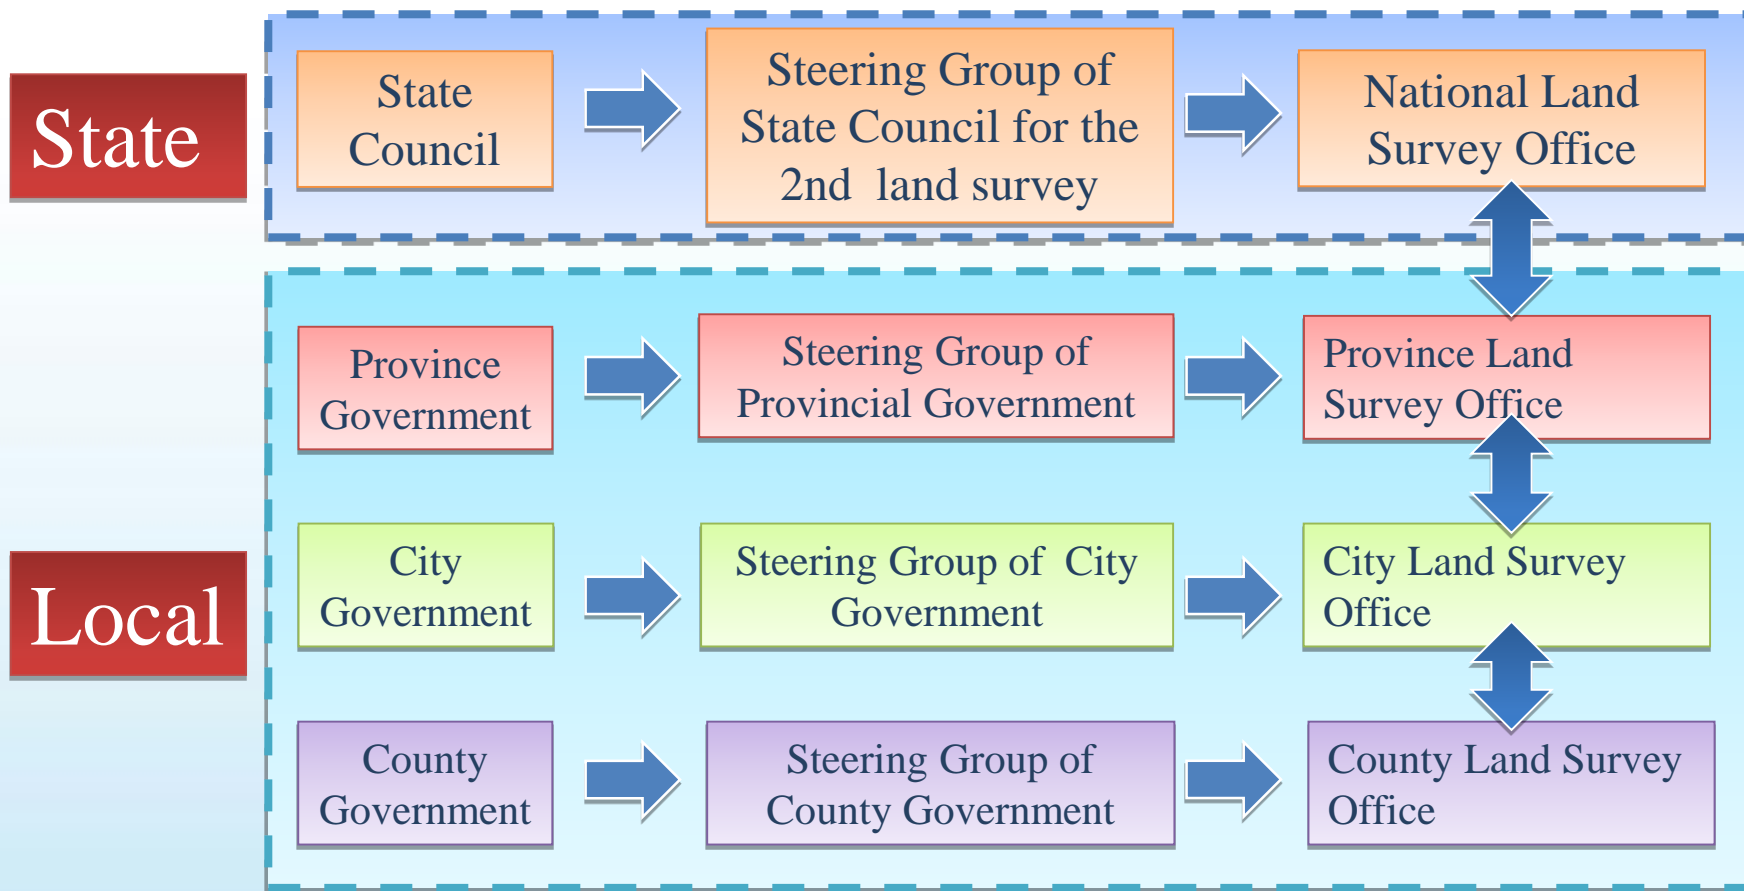 State
State
Council
Steering Group of
State Council for the
2nd land survey
National Land
Survey Office
Local
Province
Government
Steering Group of
Provincial Government
Province Land
Survey Office
City
Government
Steering Group of City
Government
City Land Survey
Office
County
Government
Steering Group of
County Government
County Land Survey
Office